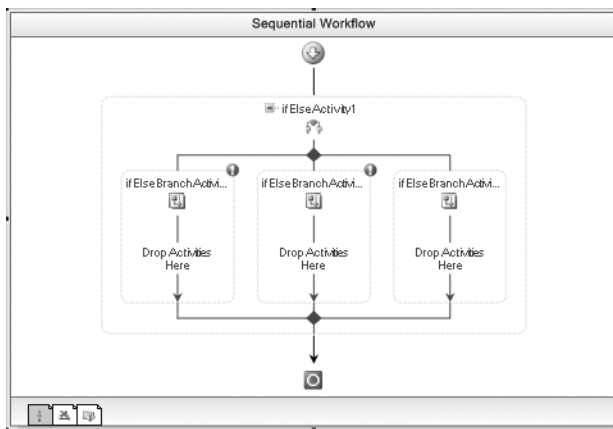 Sequential Workflow
ifElseActivity1
ifElseBranchActivi...
ifElseBranchActivi...
ifElseBranchActivi...
Drop Activities
Here
Drop Activities
Here
Drop Activities
Here